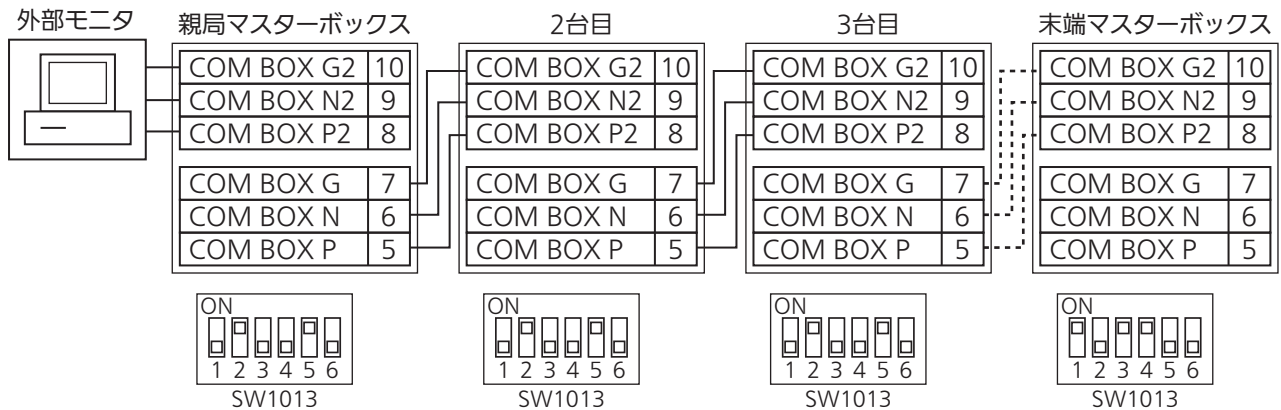 外部モニタ
親局マスターボックス
COM BOX G2 10
COM BOX N2 9
COM BOX P2 8
COM BOX G 7
COM BOX N 6
COM BOX P 5
ON
1 2 3 4 5 6
SW1013
2台目
COM BOX G2 10
COM BOX N2 9
COM BOX P2 8
COM BOX G 7
COM BOX N 6
COM BOX P 5
ON
1 2 3 4 5 6
SW1013
3台目
COM BOX G2 10
COM BOX N2 9
COM BOX P2 8
COM BOX G 7
COM BOX N 6
COM BOX P 5
ON
1 2 3 4 5 6
SW1013
末端マスターボックス
COM BOX G2 10
COM BOX N2 9
COM BOX P2 8
COM BOX G 7
COM BOX N 6
COM BOX P 5
ON
1 2 3 4 5 6
SW1013